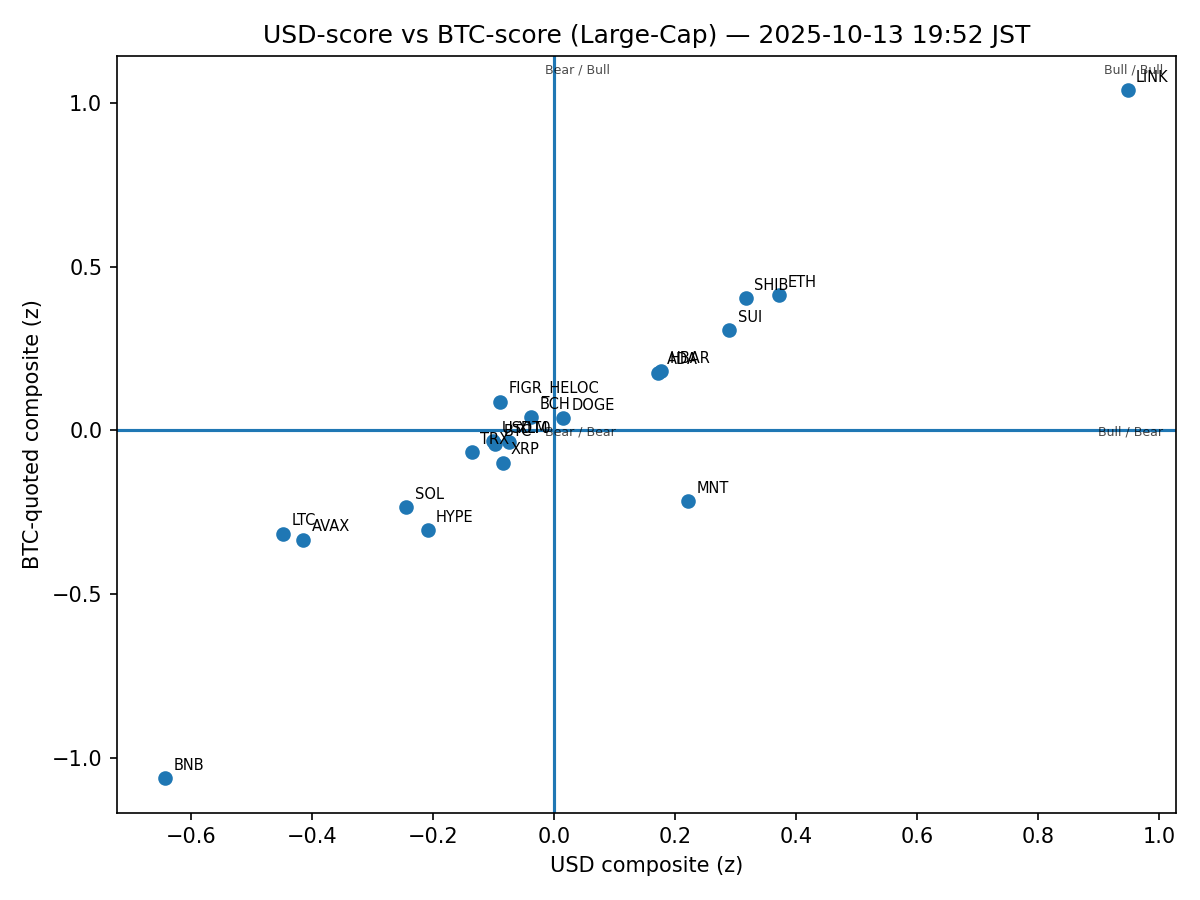 USD-score vs BTC-score (Large-Cap) — 2025-10-13 19:52 JST
Bear / Bull
Bull / Bull
LINK
1.0
ETH
SHIB
0.5
SUI
HBAR
ADA
FIGR_HELOC
BCH
DOGE
0.0
Bear / Bear
Bull / Bear
TRX
BTC
XRP
MNT
SOL
HYPE
LTC
AVAX
−0.5
−1.0
BNB
−0.6
−0.4
−0.2
0.0
0.2
0.4
0.6
0.8
1.0
USD composite (z)
BTC-quoted composite (z)